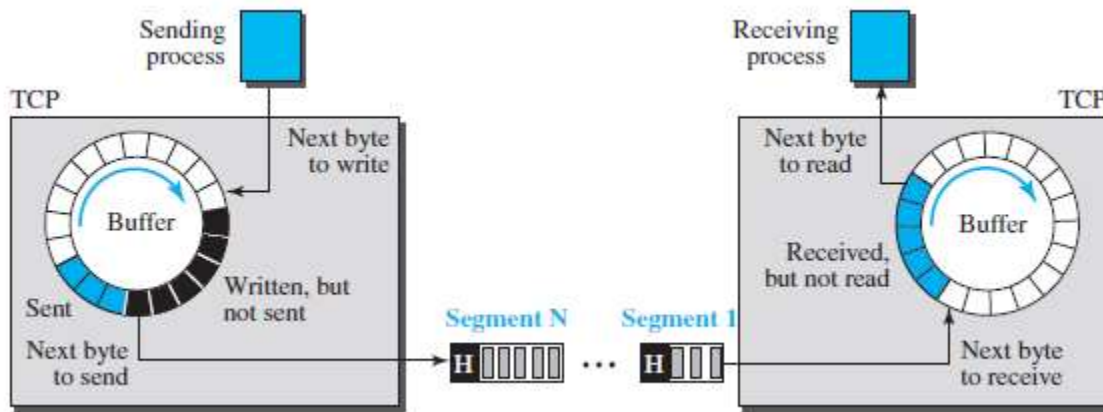 Sending
process
Receiving
process
TCP
TCP
Next byte
to write
Next byte
to read
Buffer
Buffer
Received,
but not read
Written, but
not sent
Sent
Segment N
Segment 1
Next byte
to send
H
...
H
Next byte
to receive